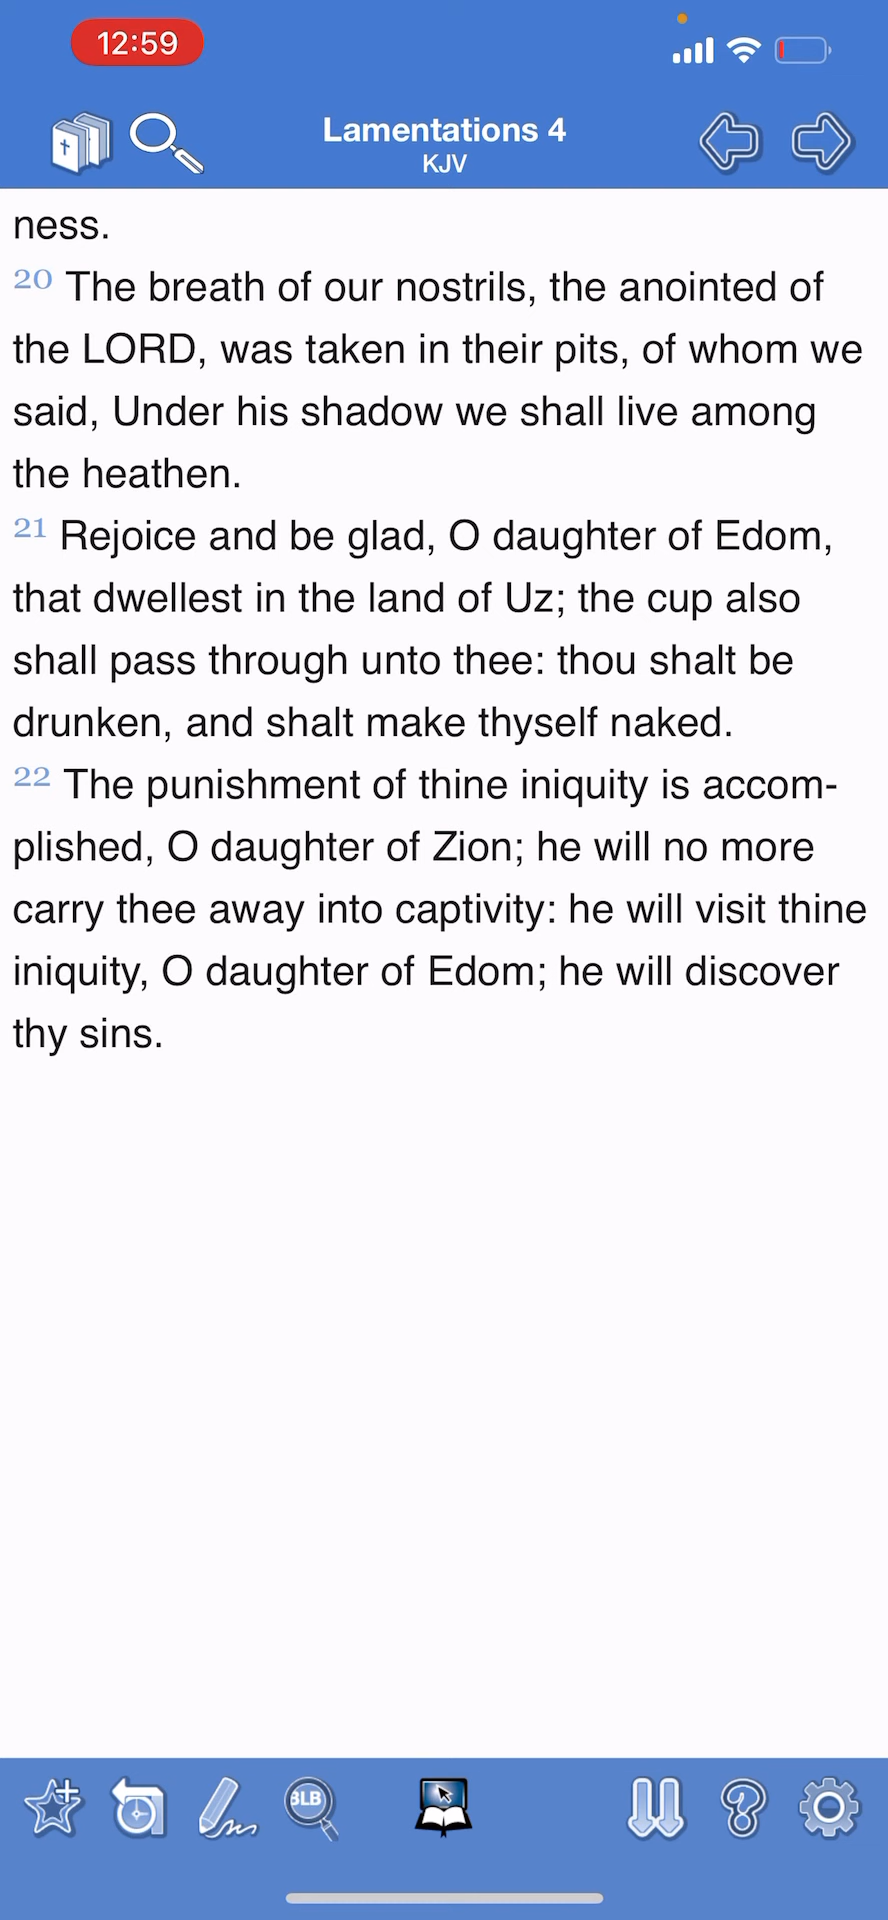 12:59
Lamentations 4
KJV
ness.
20 The breath of our nostrils, the anointed of
the LORD, was taken in their pits, of whom we
said, Under his shadow we shall live among
the heathen.
21 Rejoice and be glad, O daughter of Edom,
that dwellest in the land of Uz; the cup also
shall pass through unto thee: thou shalt be
drunken, and shalt make thyself naked.
22 The punishment of thine iniquity is accom-
plished, O daughter of Zion; he will no more
carry thee away into captivity: he will visit thine
iniquity, O daughter of Edom; he will discover
thy sins.
BLB